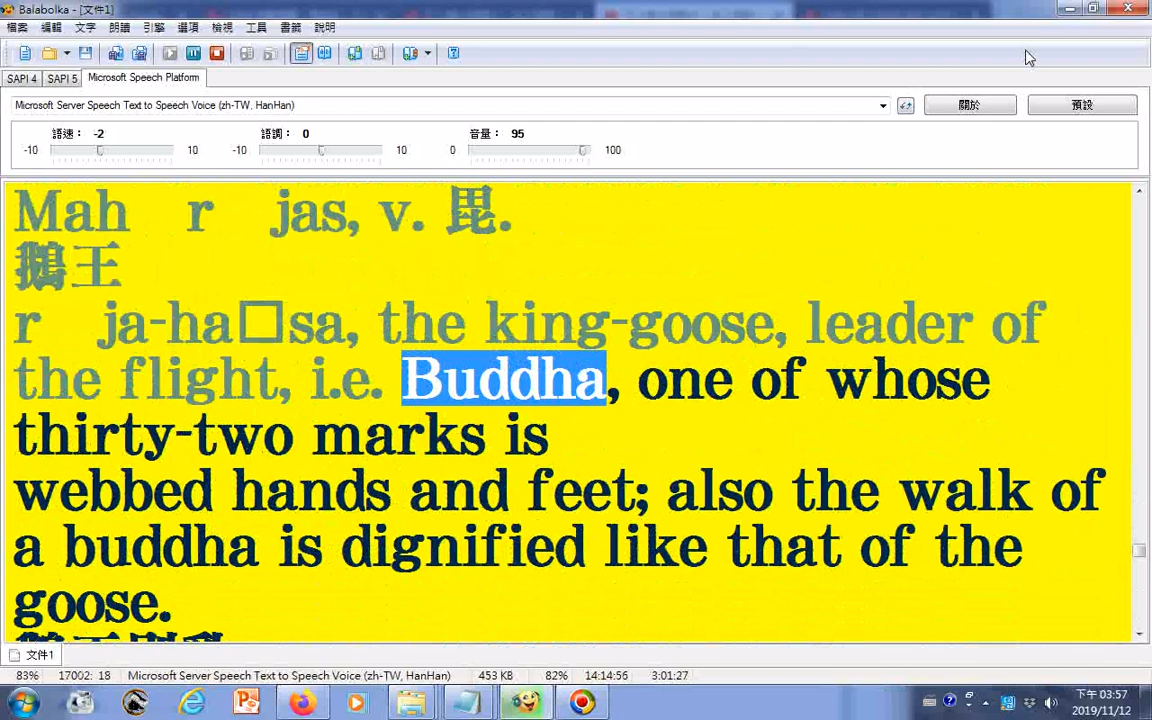 Balabolka - [文件1]
檔案 編輯 文字 朗讀 引擎 選項 檢視 工具 書籤 說明
SAPI 4 SAPI 5 Microsoft Speech Platform
Microsoft Server Speech Text to Speech Voice (zh-TW, HanHan) 關於 預設
語速： -2 語調： 0 音量： 95
-10 10 -10 10 0 100
Mah r jas, v. 毘.
鵝王
r ja-ha□sa, the king-goose, leader of
the flight, i.e. Buddha, one of whose
thirty-two marks is
webbed hands and feet; also the walk of
a buddha is dignified like that of the
goose.
文件1
83% 17002: 18 Microsoft Server Speech Text to Speech Voice (zh-TW, HanHan) 453 KB 82% 14:14:56 3:01:27
下午 03:57
2019/11/12